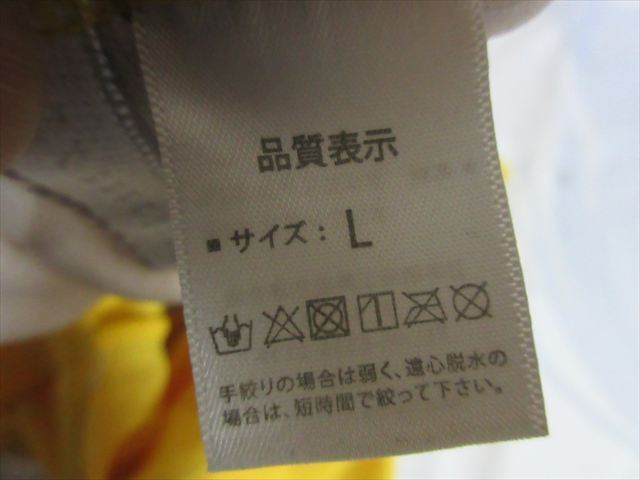 品質表示
■ サイズ： L
手絞りの場合は弱く、遠心脱水の
場合は、短時間で絞って下さい。